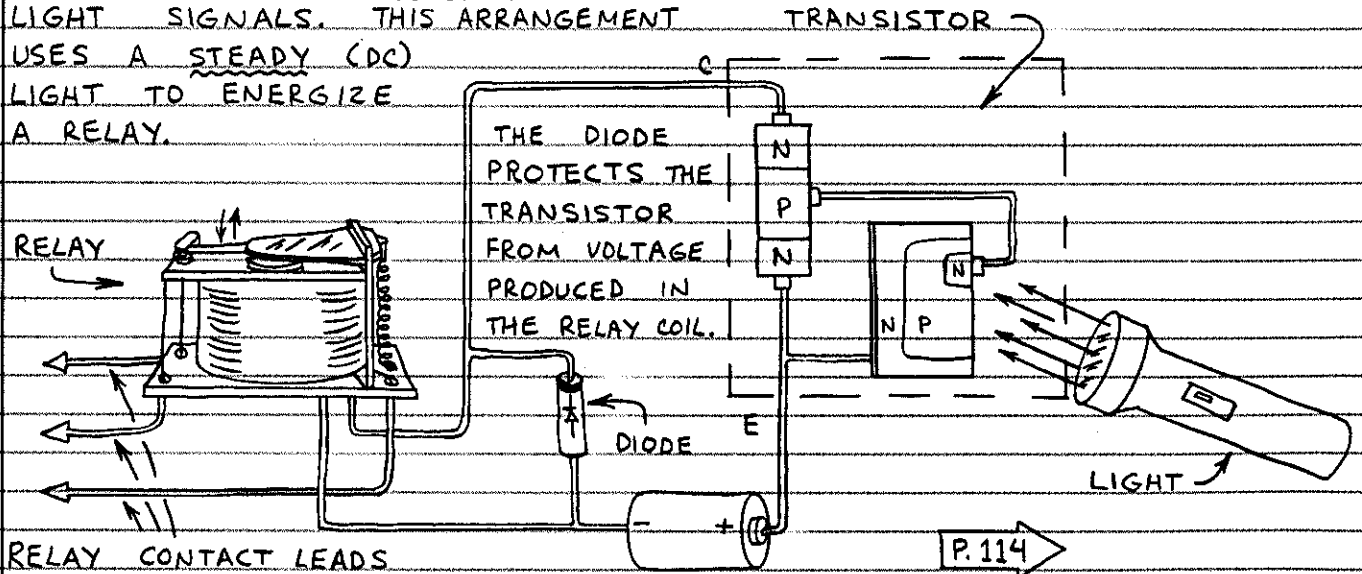 LIGHT SIGNALS. THIS ARRANGEMENT
USES A STEADY (DC)
LIGHT TO ENERGIZE
A RELAY.
TRANSISTOR
C
THE DIODE
PROTECTS THE
TRANSISTOR
FROM VOLTAGE
PRODUCED IN
THE RELAY COIL.
N
P
N
N
N P
RELAY
DIODE
E
LIGHT
- +
RELAY CONTACT LEADS
P. 114